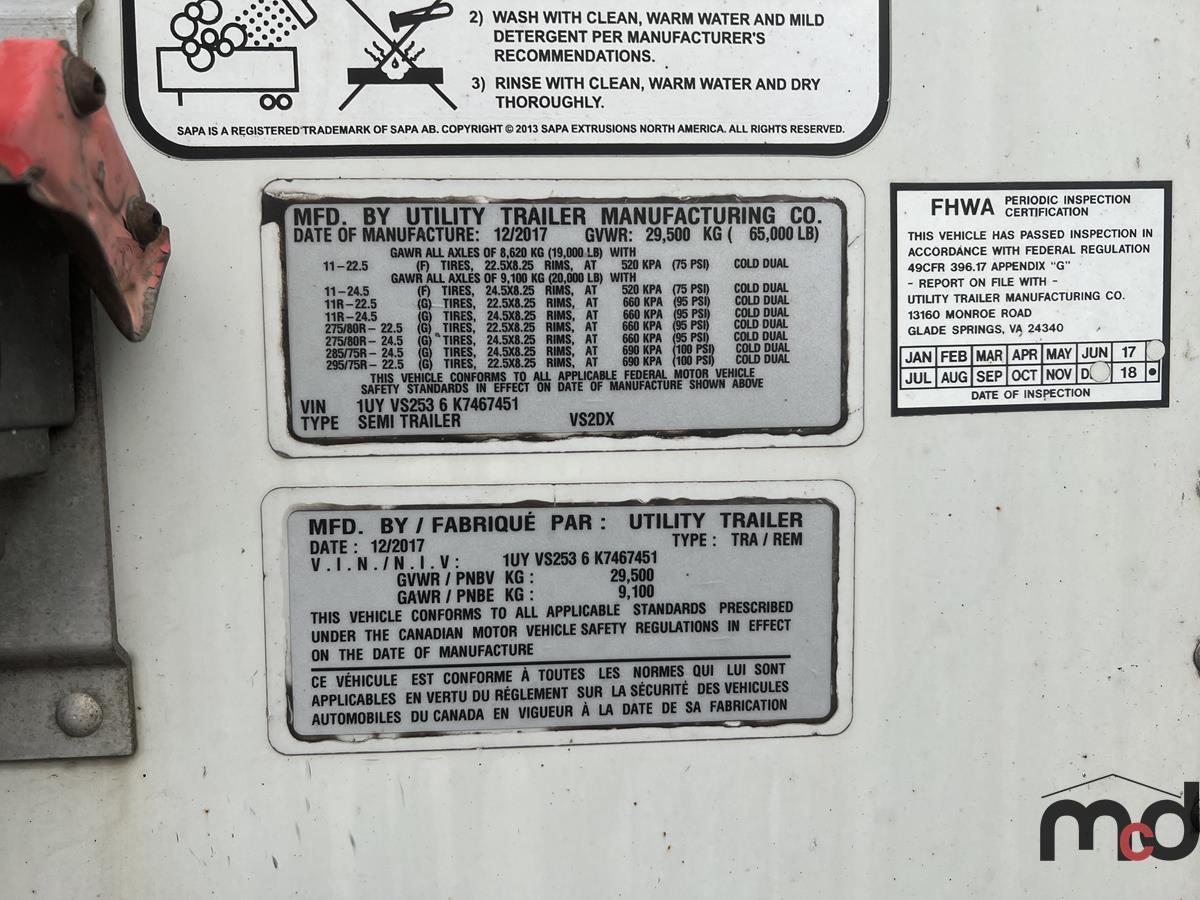 2) WASH WITH CLEAN, WARM WATER AND MILD
DETERGENT PER MANUFACTURER'S
RECOMMENDATIONS.
3) RINSE WITH CLEAN, WARM WATER AND DRY
THOROUGHLY.
SAPA IS A REGISTERED TRADEMARK OF SAPA AB. COPYRIGHT © 2013 SAPA EXTRUSIONS NORTH AMERICA. ALL RIGHTS RESERVED.
MFD. BY UTILITY TRAILER MANUFACTURING CO.
DATE OF MANUFACTURE: 12/2017 GVWR: 29,500 KG ( 65,000 LB)
GAWR ALL AXLES OF 8,620 KG (19,000 LB) WITH
11-22.5 (F) TIRES, 22.5X8.25 RIMS, AT 520 KPA (75 PSI) COLD DUAL
GAWR ALL AXLES OF 9,100 KG (20,000 LB) WITH
11-24.5 (F) TIRES, 24.5X8.25 RIMS, AT 520 KPA (75 PSI) COLD DUAL
11R-22.5 (G) TIRES, 22.5X8.25 RIMS, AT 660 KPA (95 PSI) COLD DUAL
11R-24.5 (G) TIRES, 24.5X8.25 RIMS, AT 660 KPA (95 PSI) COLD DUAL
275/80R-22.5 (G) TIRES, 22.5X8.25 RIMS, AT 660 KPA (95 PSI) COLD DUAL
275/80R-24.5 (G) TIRES, 24.5X8.25 RIMS, AT 660 KPA (95 PSI) COLD DUAL
285/75R-24.5 (G) TIRES, 24.5X8.25 RIMS, AT 690 KPA (100 PSI) COLD DUAL
295/75R-22.5 (G) TIRES, 22.5X8.25 RIMS, AT 690 KPA (100 PSI) COLD DUAL
THIS VEHICLE CONFORMS TO ALL APPLICABLE FEDERAL MOTOR VEHICLE
SAFETY STANDARDS IN EFFECT ON DATE OF MANUFACTURE SHOWN ABOVE
VIN 1UY VS253 6 K7467451
TYPE SEMI TRAILER VS2DX
FHWA PERIODIC INSPECTION
CERTIFICATION
THIS VEHICLE HAS PASSED INSPECTION IN
ACCORDANCE WITH FEDERAL REGULATION
49CFR 396.17 APPENDIX "G"
- REPORT ON FILE WITH -
UTILITY TRAILER MANUFACTURING CO.
13160 MONROE ROAD
GLADE SPRINGS, VA 24340
JAN FEB MAR APR MAY JUN 17
JUL AUG SEP OCT NOV D 18
DATE OF INSPECTION
MFD. BY / FABRIQUÉ PAR : UTILITY TRAILER
DATE : 12/2017 TYPE : TRA / REM
V.I.N./N.I.V: 1UY VS253 6 K7467451
GVWR / PNBV KG : 29,500
GAWR / PNBE KG : 9,100
THIS VEHICLE CONFORMS TO ALL APPLICABLE STANDARDS PRESCRIBED
UNDER THE CANADIAN MOTOR VEHICLE SAFETY REGULATIONS IN EFFECT
ON THE DATE OF MANUFACTURE
CE VÉHICULE EST CONFORME À TOUTES LES NORMES QUI LUI SONT
APPLICABLES EN VERTU DU RÉGLEMENT SUR LA SÉCURITÉ DES VEHICULES
AUTOMOBILES DU CANADA EN VIGUEUR À LA DATE DE SA FABRICATION
mcd